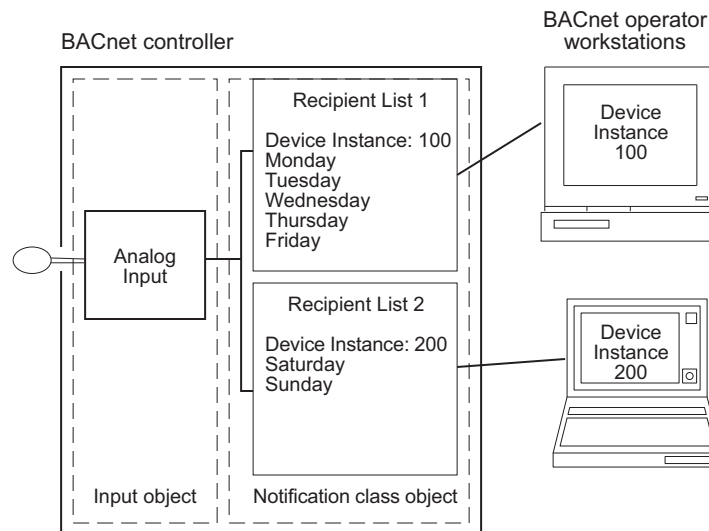 BACnet controller
BACnet operator
workstations
Recipient List 1
Device Instance: 100
Monday
Tuesday
Wednesday
Thursday
Friday
Device
Instance
100
Analog
Input
Recipient List 2
Device Instance: 200
Saturday
Sunday
Device
Instance
200
Input object
Notification class object